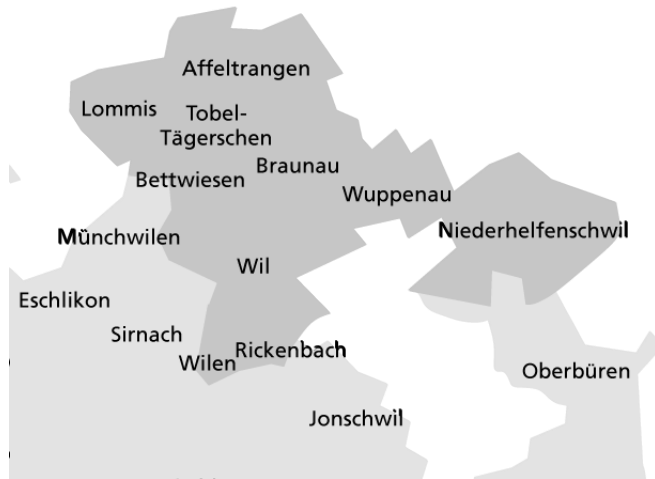 Affeltrangen
Lommis
Tobel-
Tägerschen
Braunau
Bettwiesen
Wuppenau
Niederhelfenschwil
Münchwilen
Wil
Eschlikon
Sirnach
Rickenbach
Wilen
Oberbüren
Jonschwil